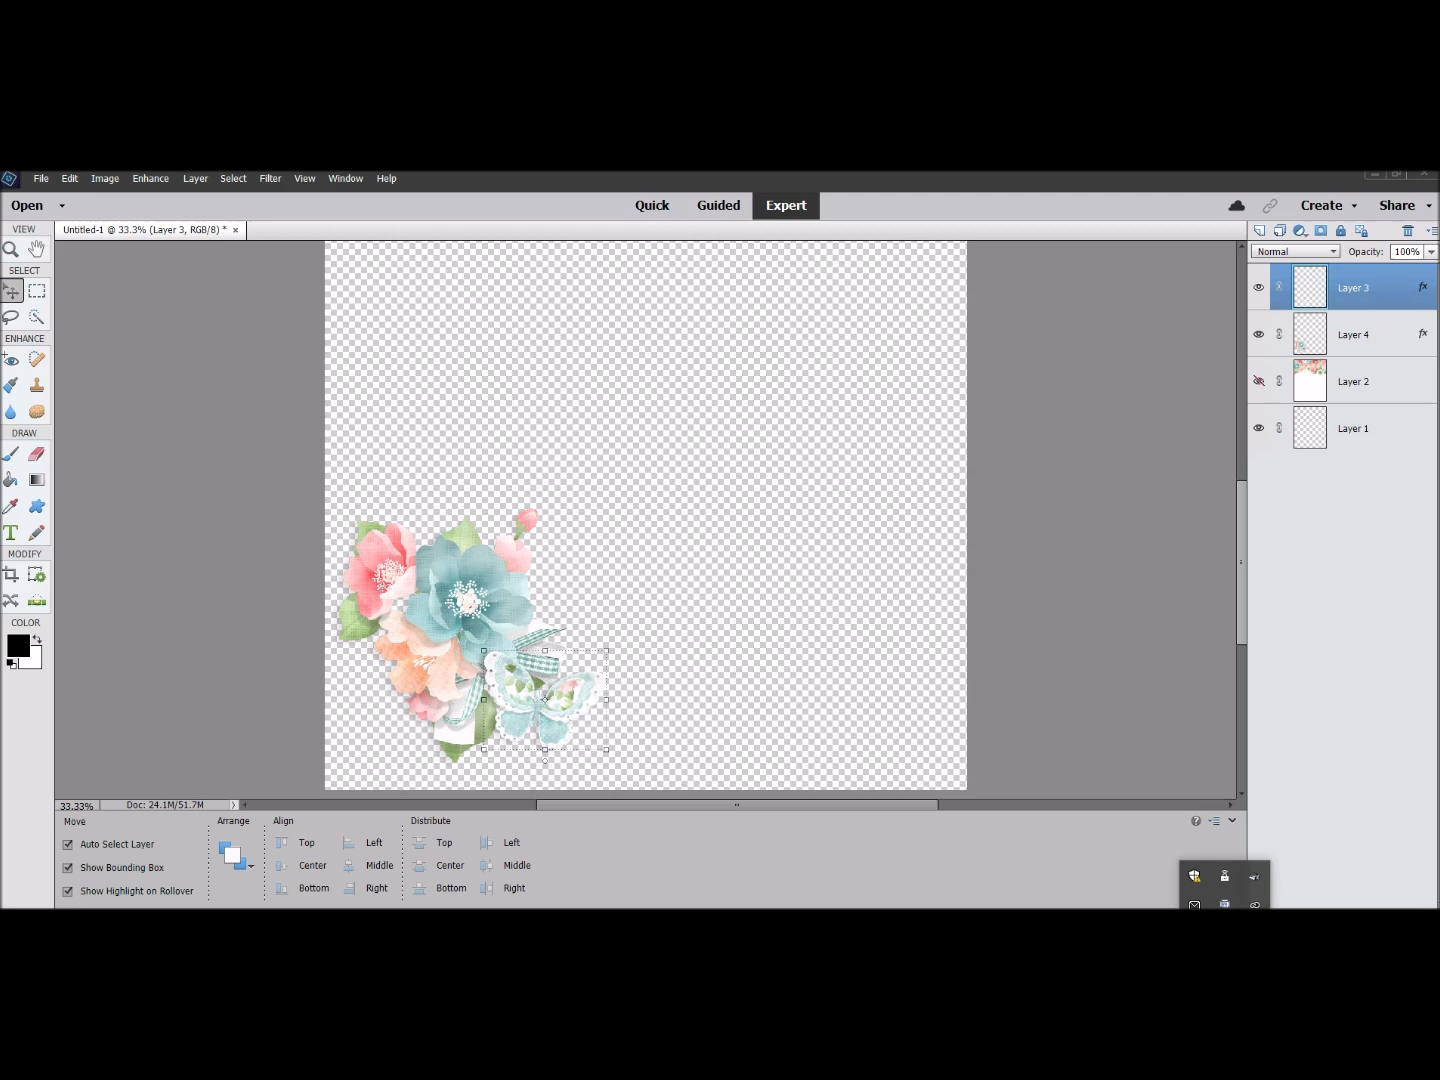 File Edit Image Enhance Layer Select Filter View Window Help
Open Quick Guided Expert Create Share
VIEW
Untitled-1 @ 33.3% (Layer 3, RGB/8) * ×
Normal Opacity: 100%
SELECT
Layer 3 fx
ENHANCE
Layer 4 fx
Layer 2
DRAW
Layer 1
T
MODIFY
COLOR
33.33% Doc: 24.1M/51.7M
Move Arrange Align Distribute
Auto Select Layer Top Left Top Left
Show Bounding Box Center Middle Center Middle
Show Highlight on Rollover Bottom Right Bottom Right